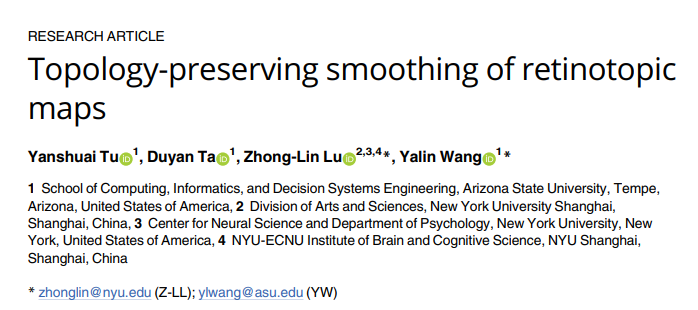 RESEARCH ARTICLE
Topology-preserving smoothing of retinotopic
maps
Yanshuai Tu iD 1, Duyan Ta iD 1, Zhong-Lin Lu iD 2,3,4*, Yalin Wang iD 1*
1 School of Computing, Informatics, and Decision Systems Engineering, Arizona State University, Tempe,
Arizona, United States of America, 2 Division of Arts and Sciences, New York University Shanghai,
Shanghai, China, 3 Center for Neural Science and Department of Psychology, New York University, New
York, United States of America, 4 NYU-ECNU Institute of Brain and Cognitive Science, NYU Shanghai,
Shanghai, China
* zhonglin@nyu.edu (Z-LL); ylwang@asu.edu (YW)